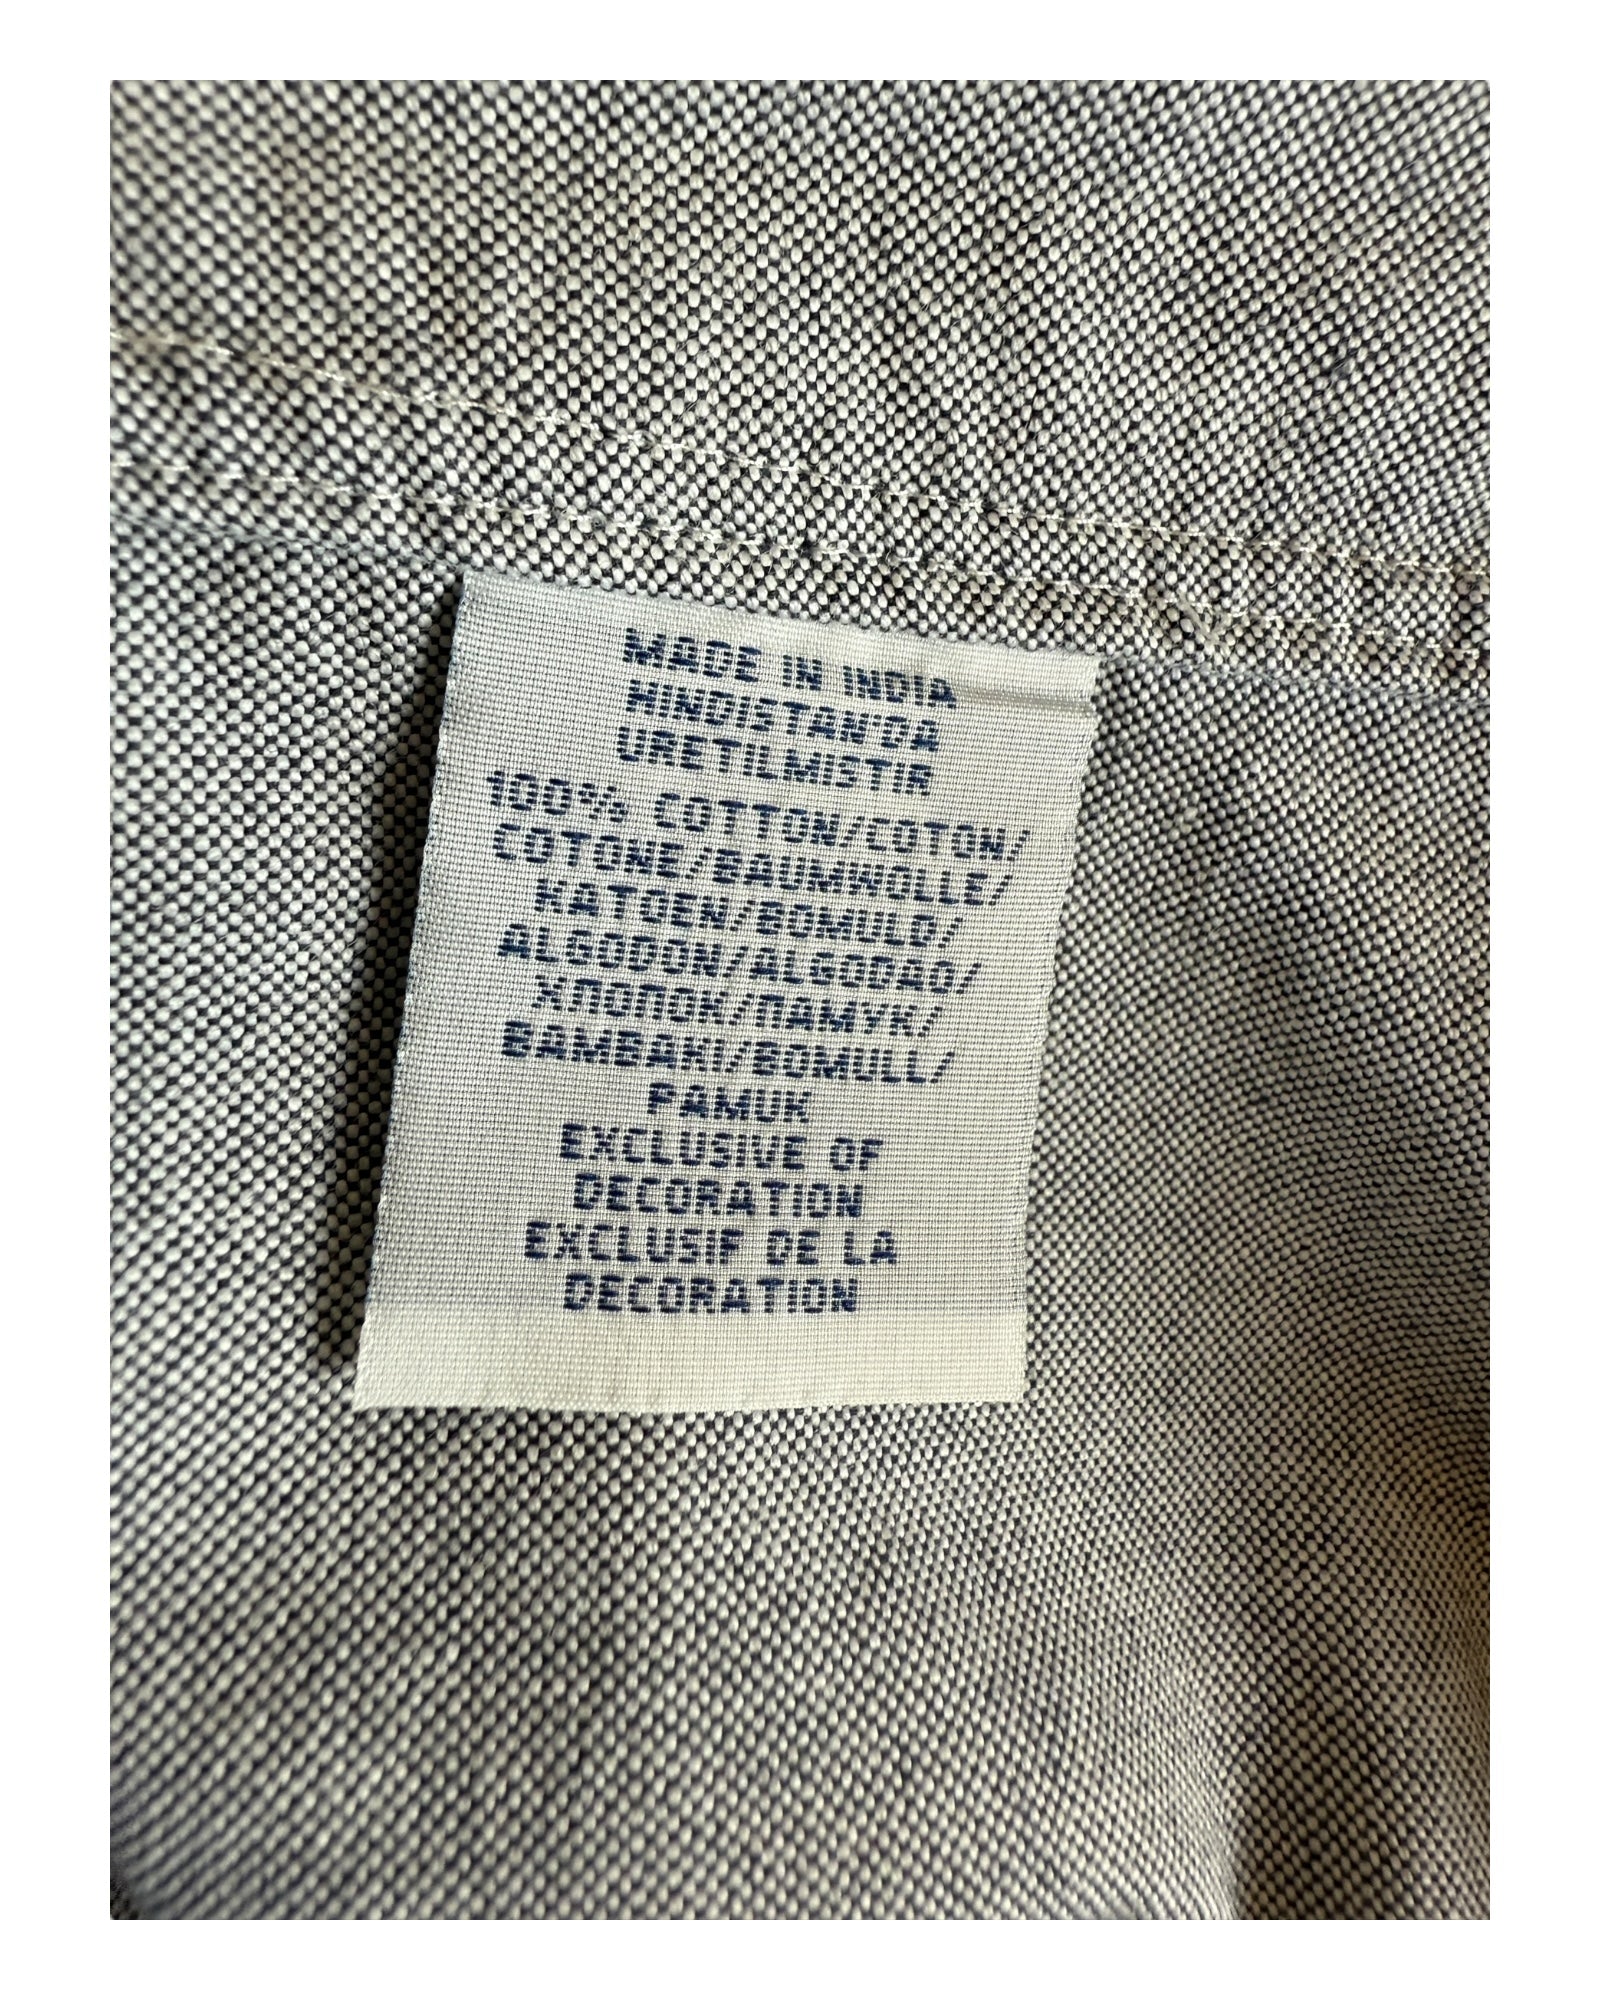 MADE IN INDIA
HINDISTAN'DA
URETILMISTIR
100% COTTON/COTON/
COTONE/BAUMWOLLE/
KATOEN/BOMULD/
ALGODON/ALGODAO/
ХЛОПОК/ПАМУК/
BAMBAKI/BOMULL/
PAMUK
EXCLUSIVE OF
DECORATION
EXCLUSIF DE LA
DECORATION